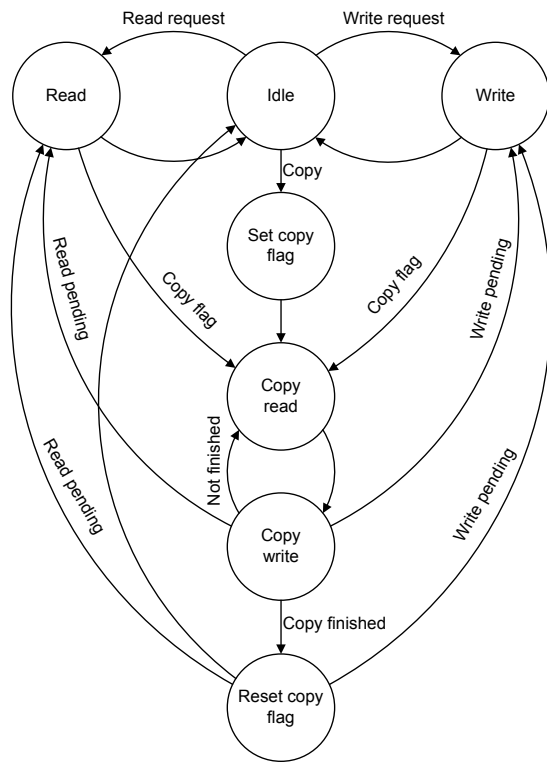 Read request
Write request
Read
Idle
Write
Copy
Set copy
flag
Read pending
Copy flag
Copy flag
Write pending
Copy
read
Not finished
Read pending
Copy
write
Write pending
Copy finished
Reset copy
flag